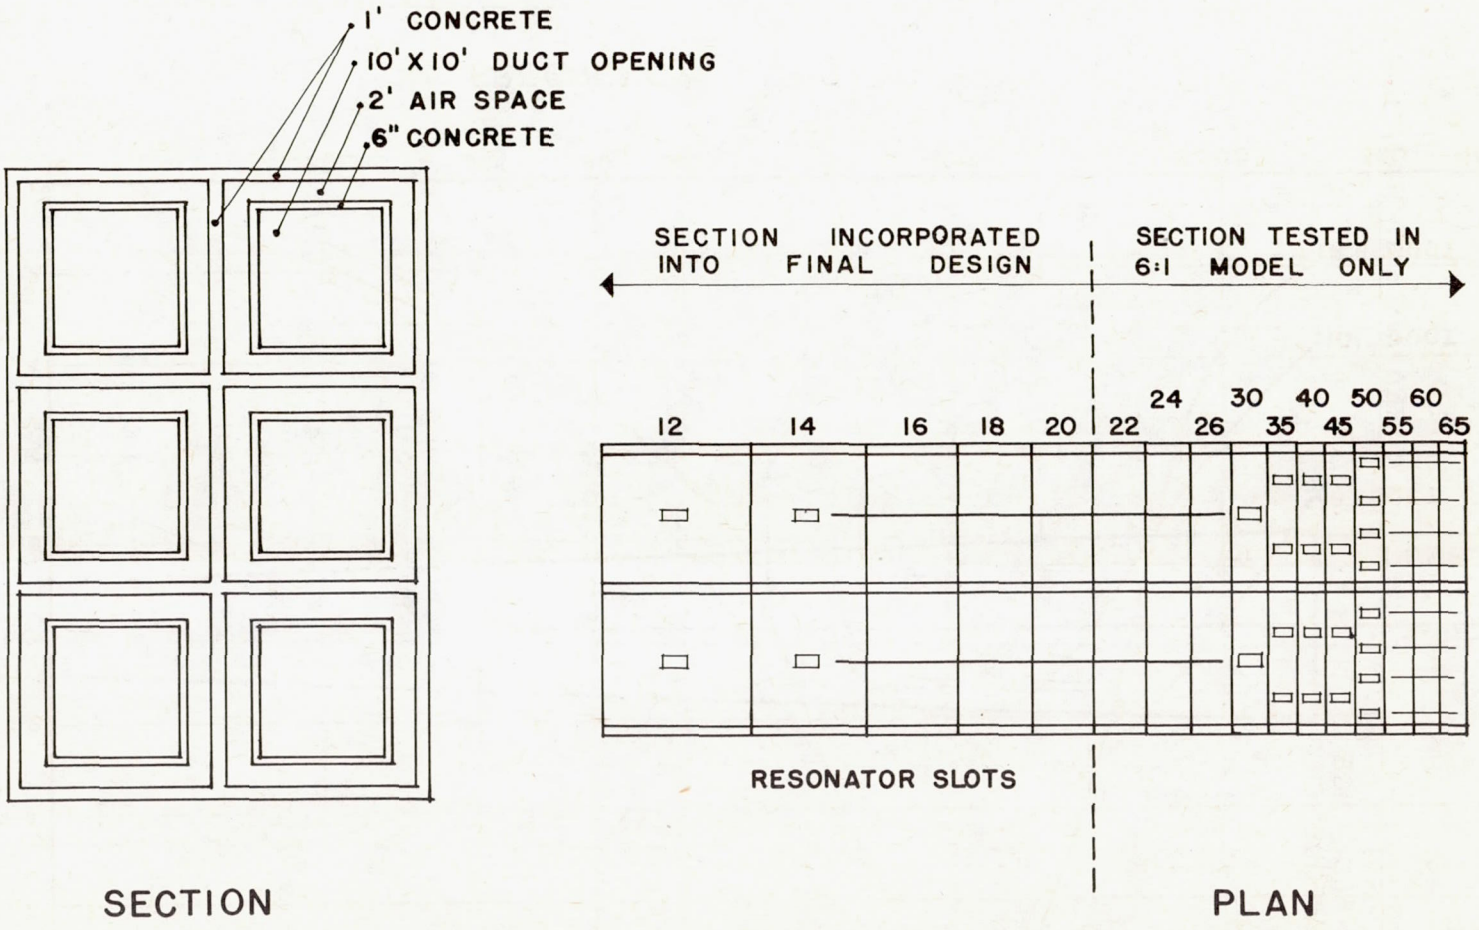 1' CONCRETE
10' X 10' DUCT OPENING
2' AIR SPACE
6" CONCRETE
SECTION INCORPORATED
INTO FINAL DESIGN
SECTION TESTED IN
6:1 MODEL ONLY
24 30 40 50 60
12 14 16 18 20 22 26 35 45 55 65
RESONATOR SLOTS
SECTION
PLAN